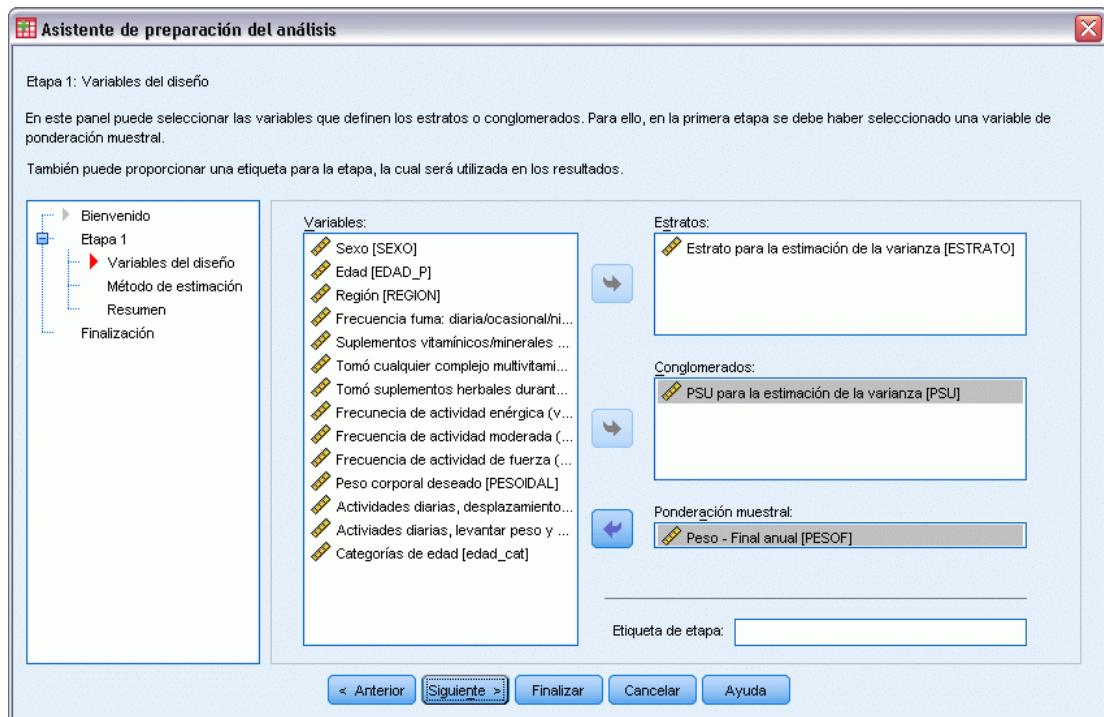 Asistente de preparación del análisis
Etapa 1: Variables del diseño
En este panel puede seleccionar las variables que definen los estratos o conglomerados. Para ello, en la primera etapa se debe haber seleccionado una variable de
ponderación muestral.
También puede proporcionar una etiqueta para la etapa, la cual será utilizada en los resultados.
Bienvenido
Etapa 1
Variables del diseño
Método de estimación
Resumen
Finalización
Variables:
Sexo [SEXO]
Edad [EDAD_P]
Región [REGION]
Frecuencia fuma: diaria/ocasional/ni...
Suplementos vitamínicos/minerales ...
Tomó cualquier complejo multivitami...
Tomó suplementos herbales durant...
Frecunecia de actividad enérgica (v...
Frecuencia de actividad moderada (...
Frecuencia de actividad de fuerza (...
Peso corporal deseado [PESOIDAL]
Actividades diarias, desplazamiento...
Activiades diarias, levantar peso y ...
Categorías de edad [edad_cat]
Estratos:
Estrato para la estimación de la varianza [ESTRATO]
Conglomerados:
PSU para la estimación de la varianza [PSU]
Ponderación muestral:
Peso - Final anual [PESOF]
Etiqueta de etapa:
< Anterior
Siguiente >
Finalizar
Cancelar
Ayuda